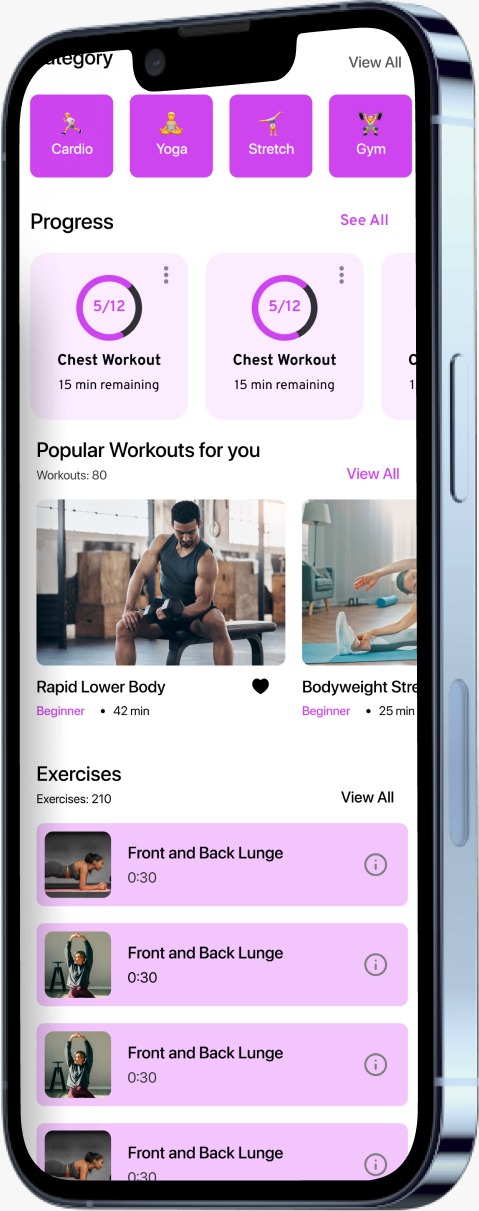 ategory
View All
Cardio
Yoga
Stretch
Gym
Progress
See All
5/12
Chest Workout
15 min remaining
5/12
Chest Workout
15 min remaining
Popular Workouts for you
Workouts: 80
View All
Rapid Lower Body
Beginner • 42 min
Bodyweight Stre
Beginner • 25 min
Exercises
Exercises: 210
View All
Front and Back Lunge
0:30
Front and Back Lunge
0:30
Front and Back Lunge
0:30
Front and Back Lunge
0:30